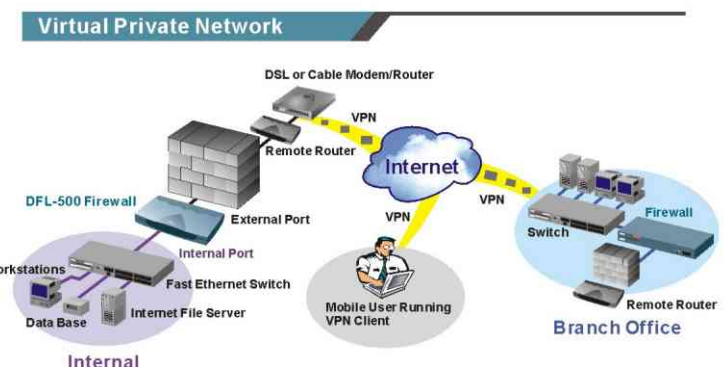 Virtual Private Network
DSL or Cable Modem/Router
VPN
Remote Router
Internet
DFL-500 Firewall
External Port
VPN
VPN
Firewall
Switch
Internal Port
orkstations
Fast Ethernet Switch
Data Base
Internet File Server
Mobile User Running
VPN Client
Remote Router
Branch Office
Internal